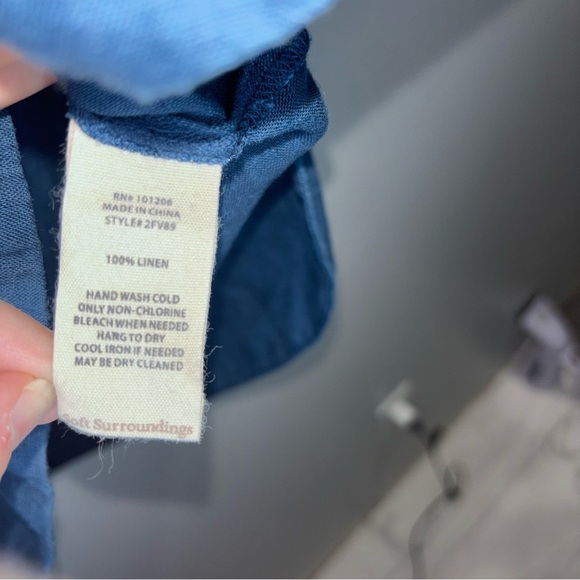 RN# 101206
MADE IN CHINA
STYLE# 2FV89
100% LINEN
HAND WASH COLD
ONLY NON-CHLORINE
BLEACH WHEN NEEDED
HANG TO DRY
COOL IRON IF NEEDED
MAY BE DRY CLEANED
Soft Surroundings